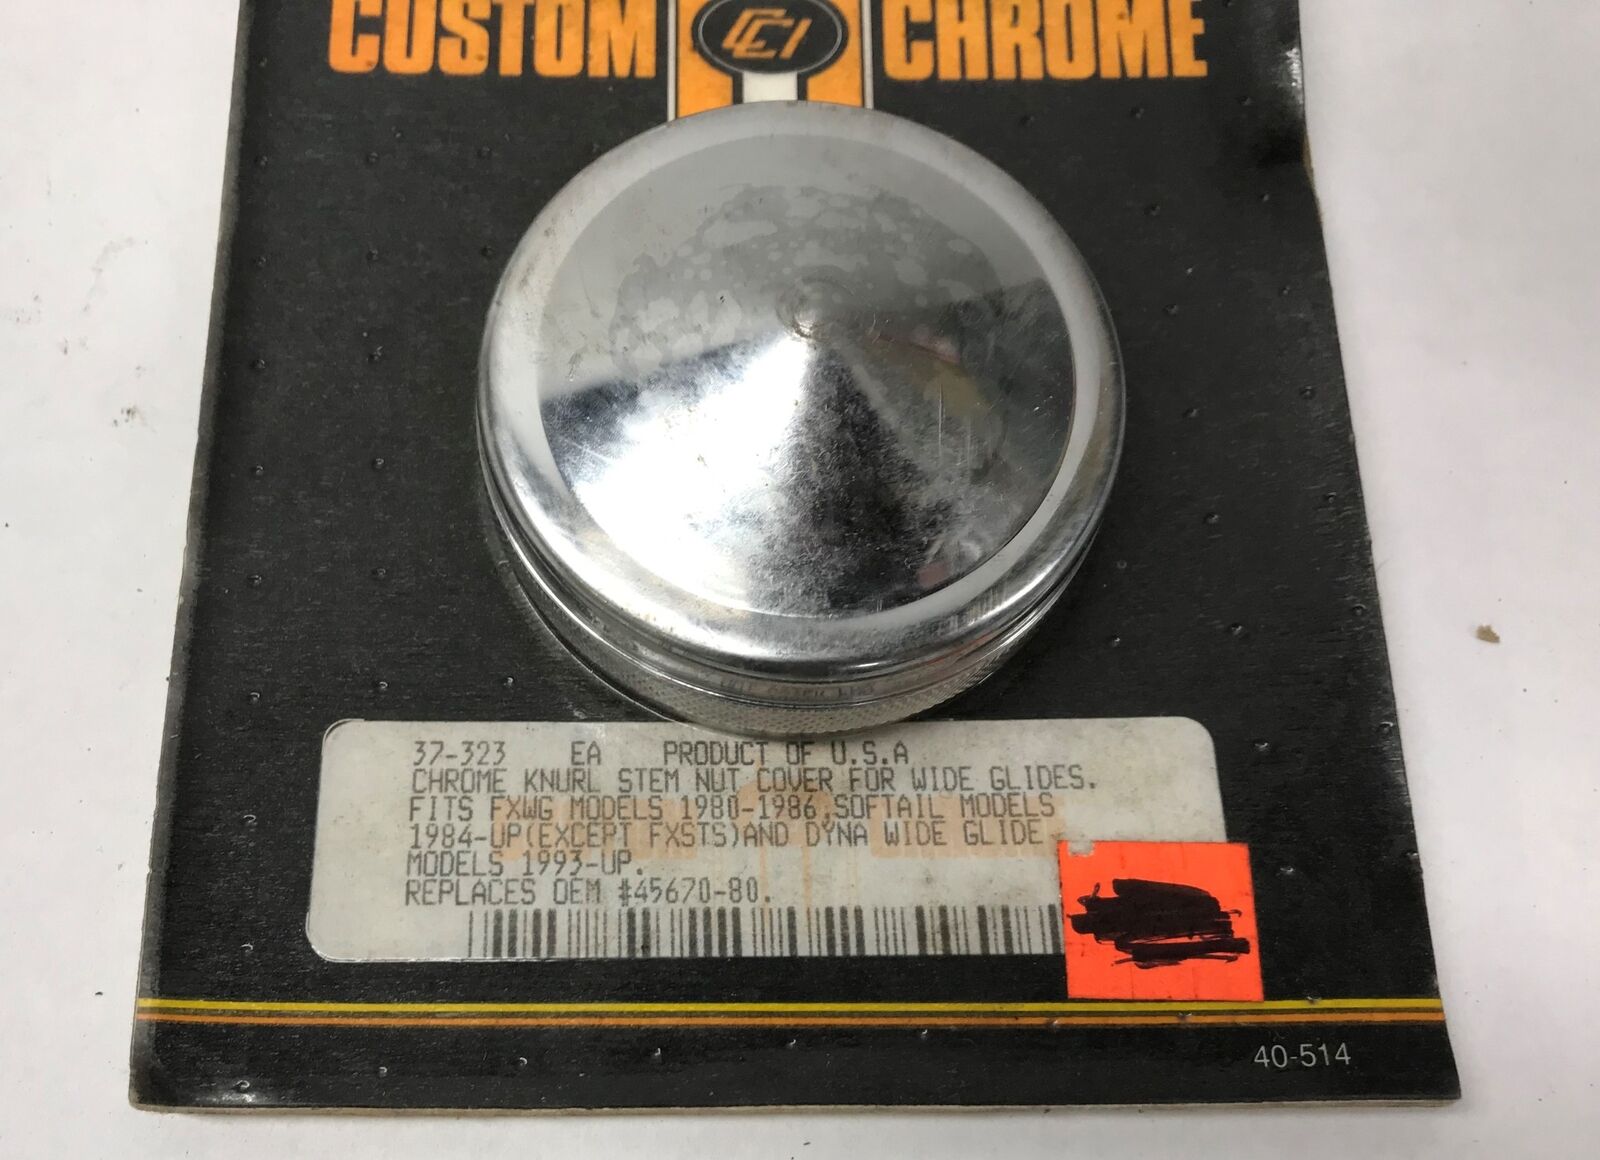 CUSTOM CCI CHROME
37-323 EA PRODUCT OF U.S.A
CHROME KNURL STEM NUT COVER FOR WIDE GLIDES.
FITS FXWG MODELS 1980-1986,SOFTAIL MODELS
1984-UP(EXCEPT FXSTS)AND DYNA WIDE GLIDE
MODELS 1993-UP.
REPLACES OEM #45670-80.
40-514